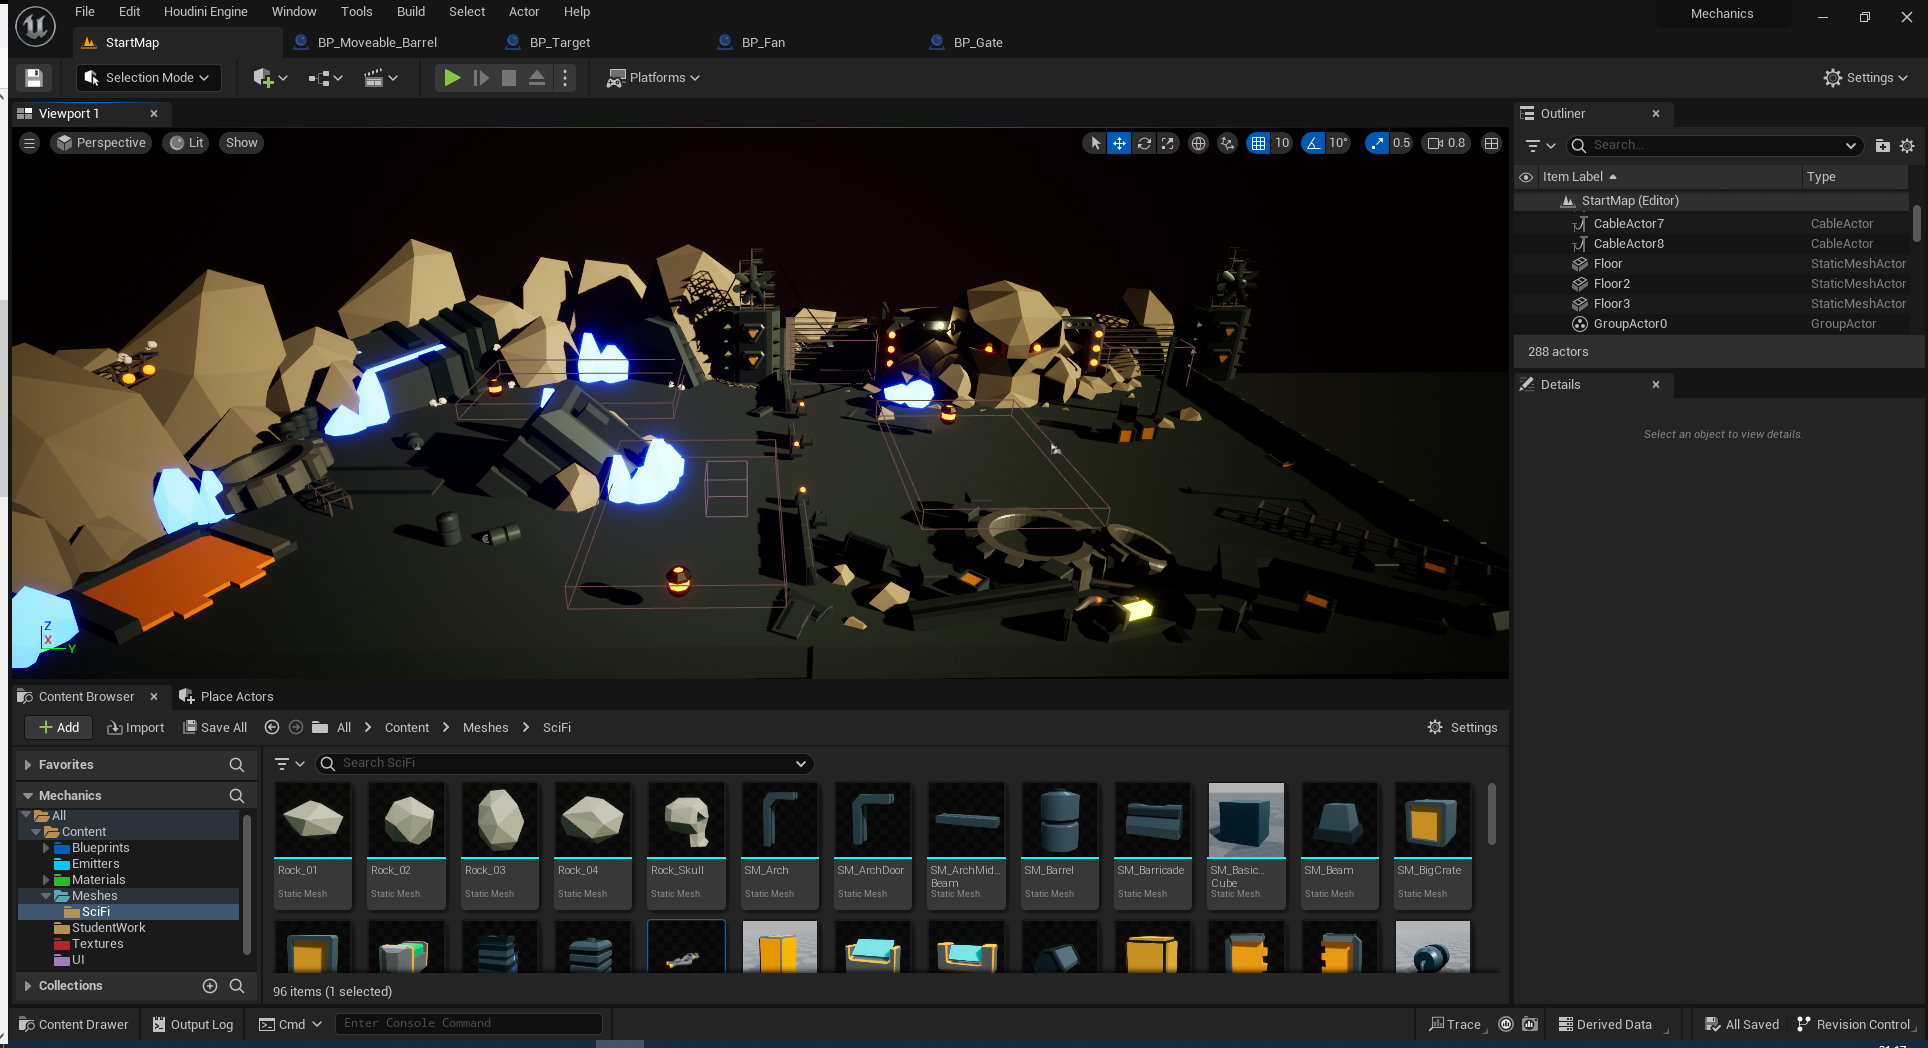 File Edit Houdini Engine Window Tools Build Select Actor Help
Mechanics
StartMap BP_Moveable_Barrel BP_Target BP_Fan BP_Gate
Selection Mode Platforms Settings
Viewport 1
Perspective Lit Show 10 10° 0.5 0.8
Z
X
Y
Outliner
Search...
Item Label Type
StartMap (Editor)
CableActor7 CableActor
CableActor8 CableActor
Floor StaticMeshActor
Floor2 StaticMeshActor
Floor3 StaticMeshActor
GroupActor0 GroupActor
288 actors
Details
Select an object to view details.
Content Browser Place Actors
Add Import Save All All Content Meshes SciFi Settings
Favorites
Mechanics
All
Content
Blueprints
Emitters
Materials
Meshes
SciFi
StudentWork
Textures
UI
Collections
Search SciFi
Rock_01 Rock_02 Rock_03 Rock_04 Rock_Skull SM_Arch SM_ArchDoor SM_ArchMid... SM_Barrel SM_Barricade SM_Basic... SM_Beam SM_BigCrate
Beam Cube
Static Mesh Static Mesh Static Mesh Static Mesh Static Mesh Static Mesh Static Mesh Static Mesh Static Mesh Static Mesh Static Mesh Static Mesh Static Mesh
96 items (1 selected)
Content Drawer Output Log Cmd Enter Console Command Trace Derived Data All Saved Revision Control